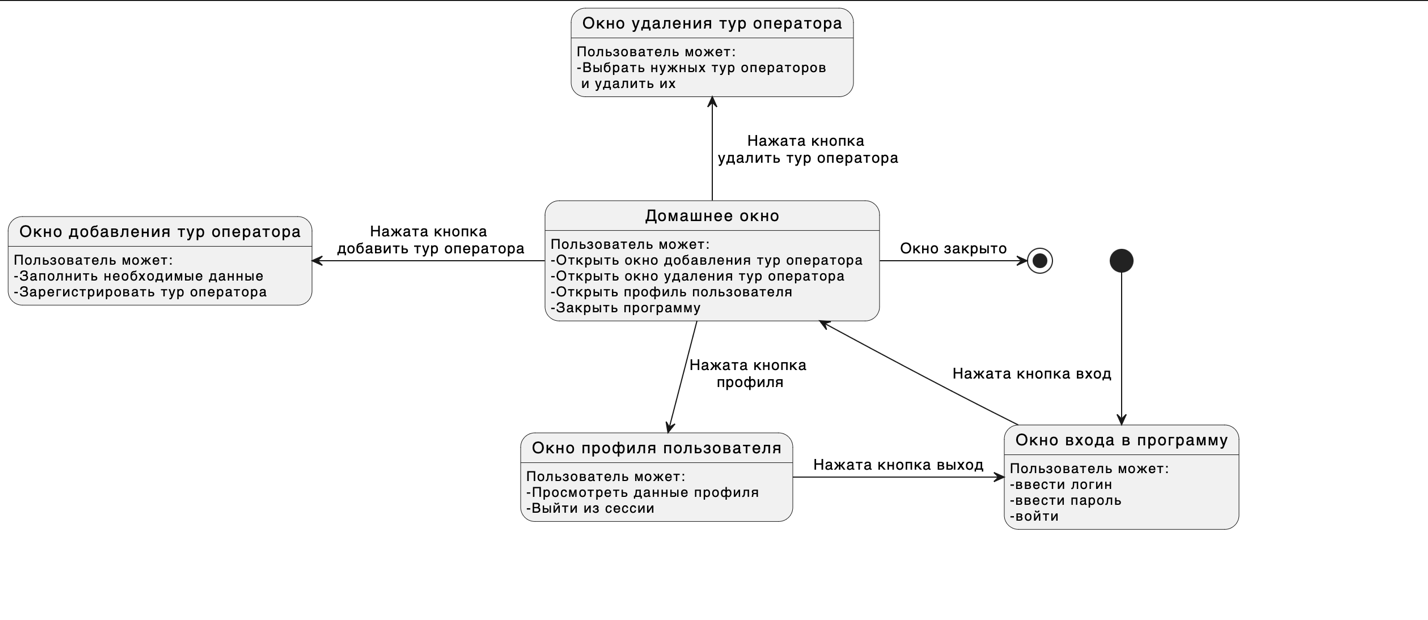 Окно удаления тур оператора
Пользователь может:
-Выбрать нужных тур операторов
и удалить их
Нажата кнопка
удалить тур оператора
Окно добавления тур оператора
Пользователь может:
-Заполнить необходимые данные
-Зарегистрировать тур оператора
Нажата кнопка
добавить тур оператора
Домашнее окно
Пользователь может:
-Открыть окно добавления тур оператора
-Открыть окно удаления тур оператора
-Открыть профиль пользователя
-Закрыть программу
Окно закрыто
Нажата кнопка
профиля
Нажата кнопка вход
Окно профиля пользователя
Пользователь может:
-Просмотреть данные профиля
-Выйти из сессии
Нажата кнопка выход
Окно входа в программу
Пользователь может:
-ввести логин
-ввести пароль
-войти